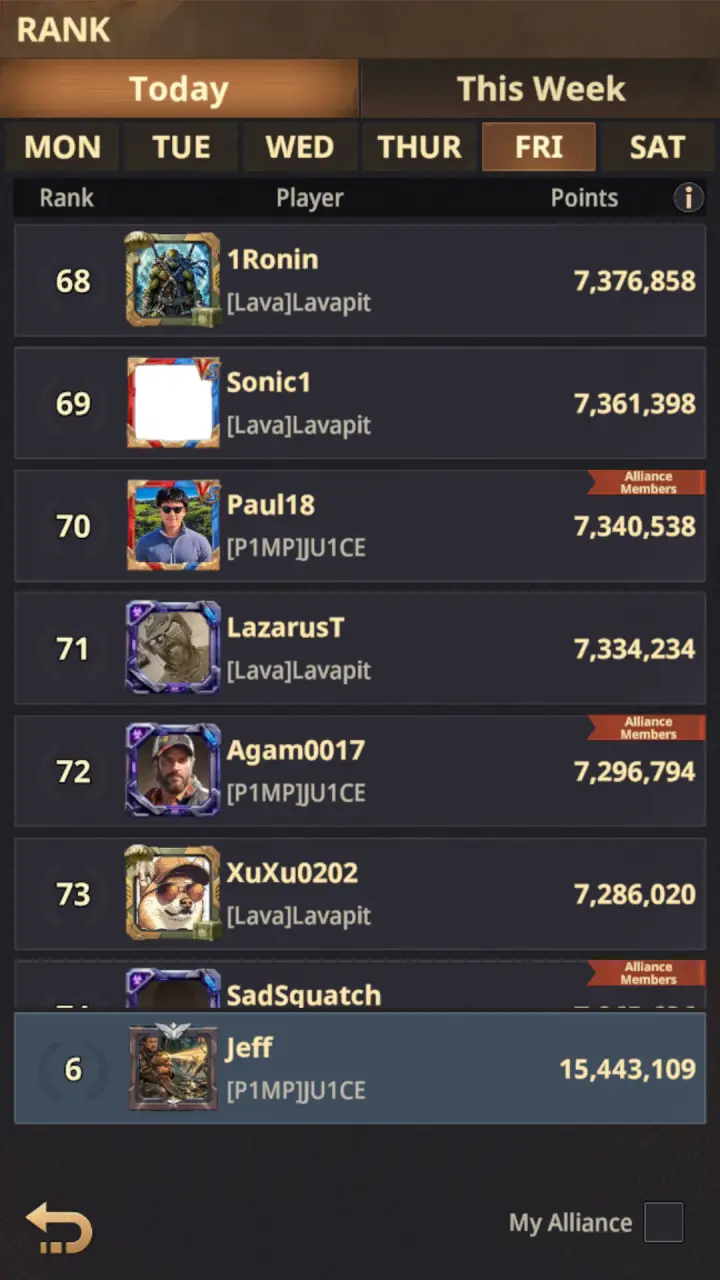 RANK
Today
This Week
MON TUE WED THUR FRI SAT
Rank Player Points i
68
1Ronin
[Lava]Lavapit
7,376,858
69
Sonic1
[Lava]Lavapit
7,361,398
70
Paul18
[P1MP]JU1CE
Alliance
Members
7,340,538
71
LazarusT
[Lava]Lavapit
7,334,234
72
Agam0017
[P1MP]JU1CE
Alliance
Members
7,296,794
73
XuXu0202
[Lava]Lavapit
7,286,020
SadSquatch
Alliance
Members
6
Jeff
[P1MP]JU1CE
15,443,109
My Alliance